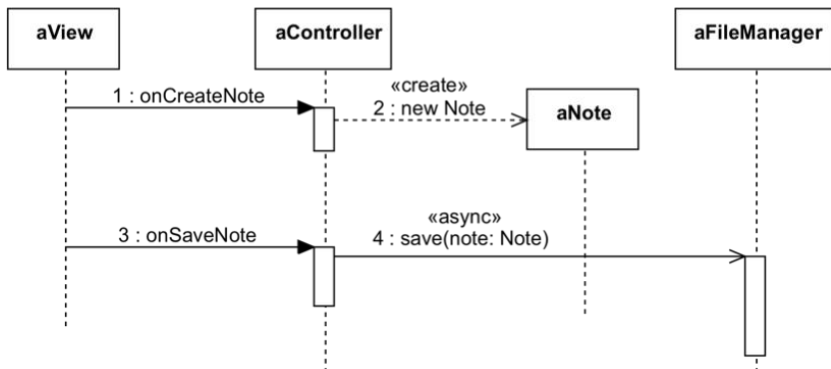 aView
aController
aFileManager
«create»
1 : onCreateNote
2 : new Note
aNote
«async»
3 : onSaveNote
4 : save(note: Note)